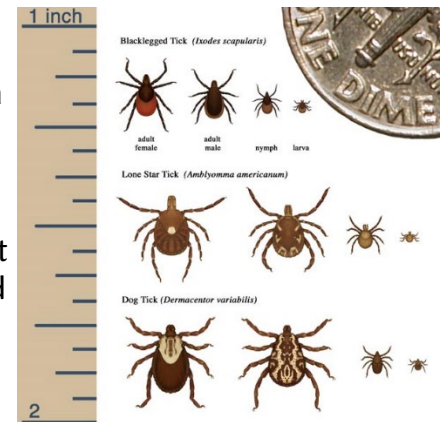 1 inch
Blacklegged Tick (Ixodes scapularis)
adult female
adult male
nymph
larva
Lone Star Tick (Amblyomma americanum)
Dog Tick (Dermacentor variabilis)
2
ONE DIME